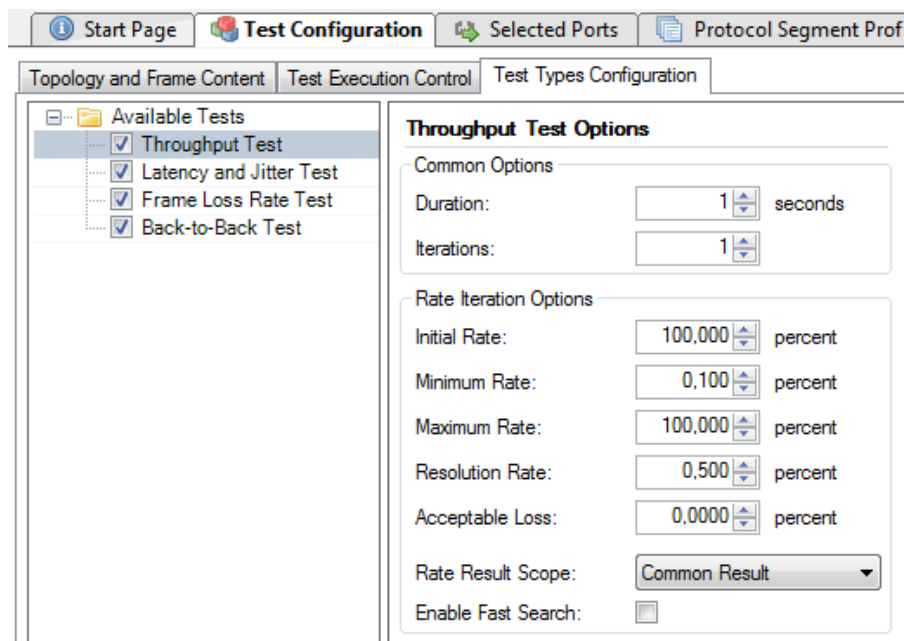 Start Page Test Configuration Selected Ports Protocol Segment Prof
Topology and Frame Content Test Execution Control Test Types Configuration
Available Tests
Throughput Test
Latency and Jitter Test
Frame Loss Rate Test
Back-to-Back Test
Throughput Test Options
Common Options
Duration: 1 seconds
Iterations: 1
Rate Iteration Options
Initial Rate: 100,000 percent
Minimum Rate: 0,100 percent
Maximum Rate: 100,000 percent
Resolution Rate: 0,500 percent
Acceptable Loss: 0,0000 percent
Rate Result Scope: Common Result
Enable Fast Search: